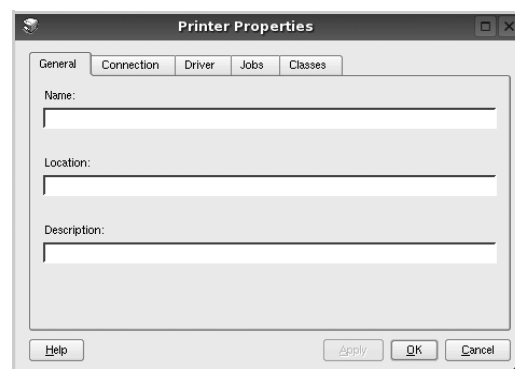 Printer Properties
General Connection Driver Jobs Classes
Name:
Location:
Description:
Help Apply OK Cancel